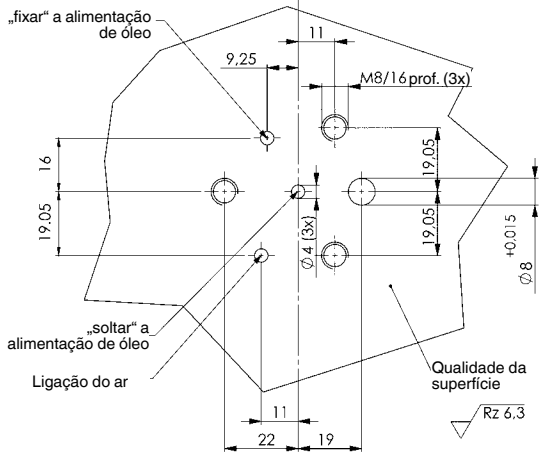 „fixar“ a alimentação
de óleo
11
9,25
M8/16 prof. (3x)
16
19.05
19,05
19,05
Ø 4 (3x)
+0,015
Ø 8
„soltar“ a
alimentação de óleo
Ligação do ar
Qualidade da
superfície
Rz 6,3
11
22
19